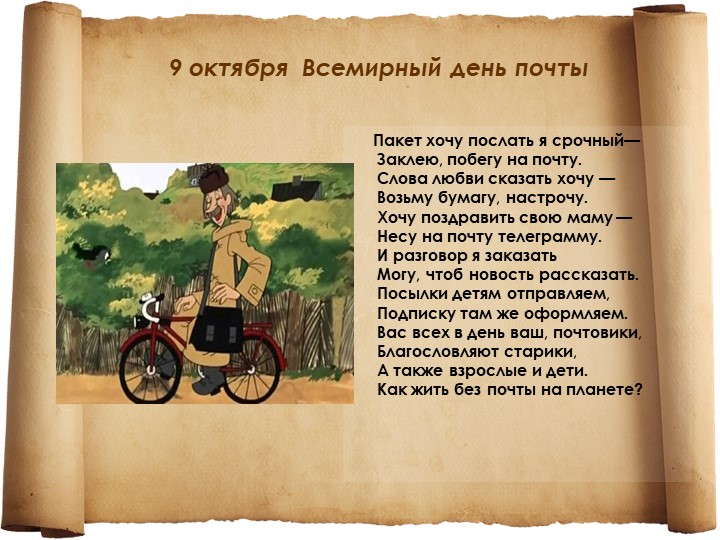 9 октября Всемирный день почты
Пакет хочу послать я срочный—
Заклею, побегу на почту.
Слова любви сказать хочу —
Возьму бумагу, настрочу.
Хочу поздравить свою маму —
Несу на почту телеграмму.
И разговор я заказать
Могу, чтоб новость рассказать.
Посылки детям отправляем,
Подписку там же оформляем.
Вас всех в день ваш, почтовики,
Благословляют старики,
А также взрослые и дети.
Как жить без почты на планете?